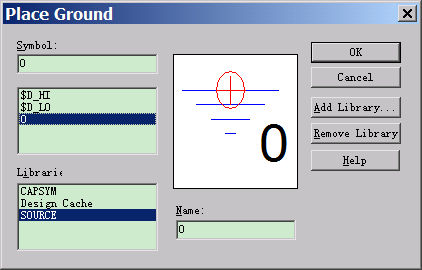 Place Ground
Symbol:
0
$D_HI
$D_LO
0
Librarie
CAPSYM
Design Cache
SOURCE
0
Name:
0
OK
Cancel
Add Library...
Remove Library
Help